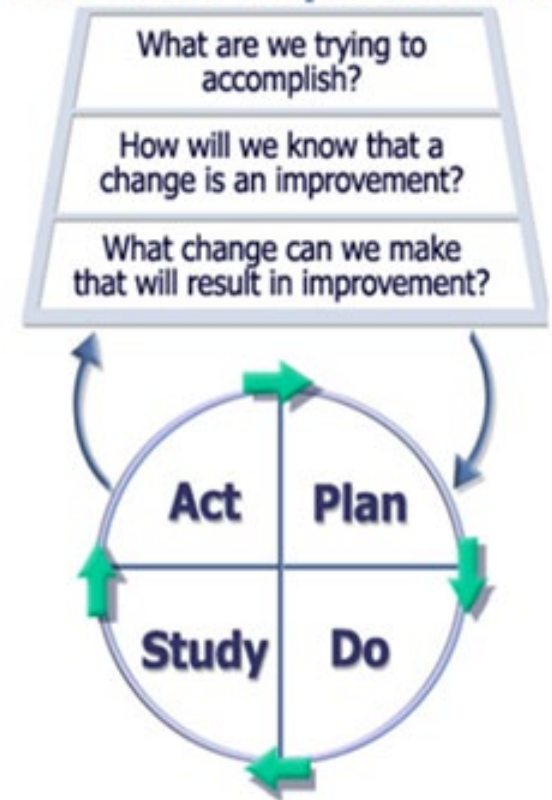 What are we trying to
accomplish?
How will we know that a
change is an improvement?
What change can we make
that will result in improvement?
Act
Plan
Study
Do